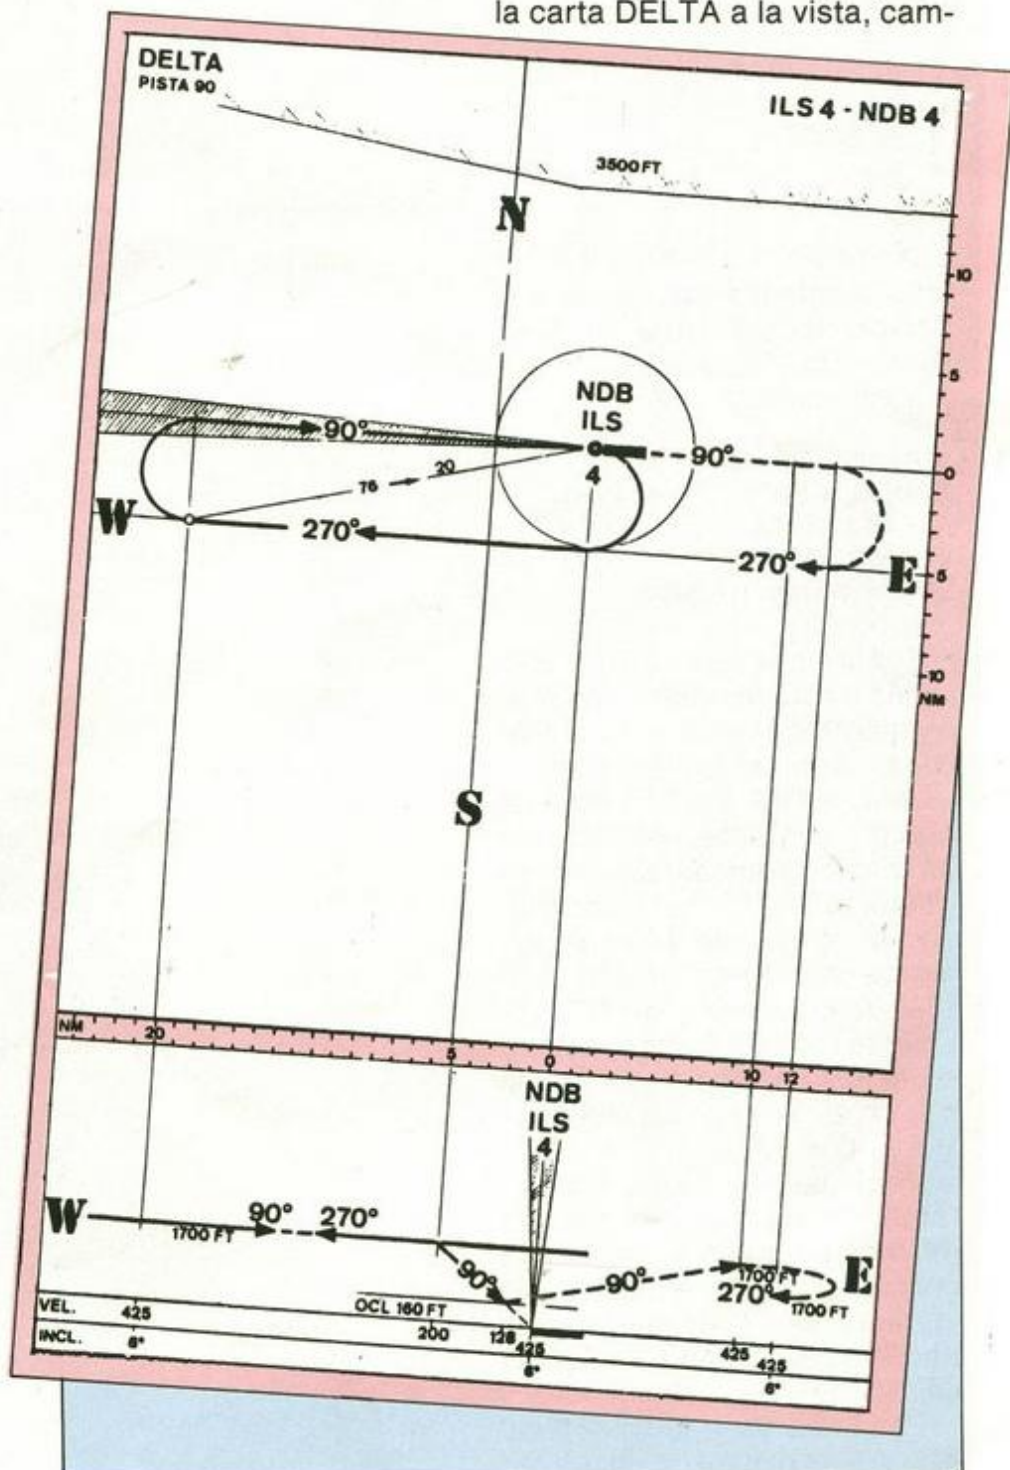 la carta DELTA a la vista, cam-
DELTA
PISTA 90
ILS 4 - NDB 4
3500 FT
N
10
5
NDB
ILS
4
90°
90°
0
76
20
W
270°
270°
E
5
10
NM
S
NM
20
5
0
10
12
NDB
ILS
4
W
90°
270°
1700 FT
90°
90°
1700 FT
270°
E
1700 FT
OCL 160 FT
VEL.
425
200
128
425
425
425
INCL.
6°
6°
6°